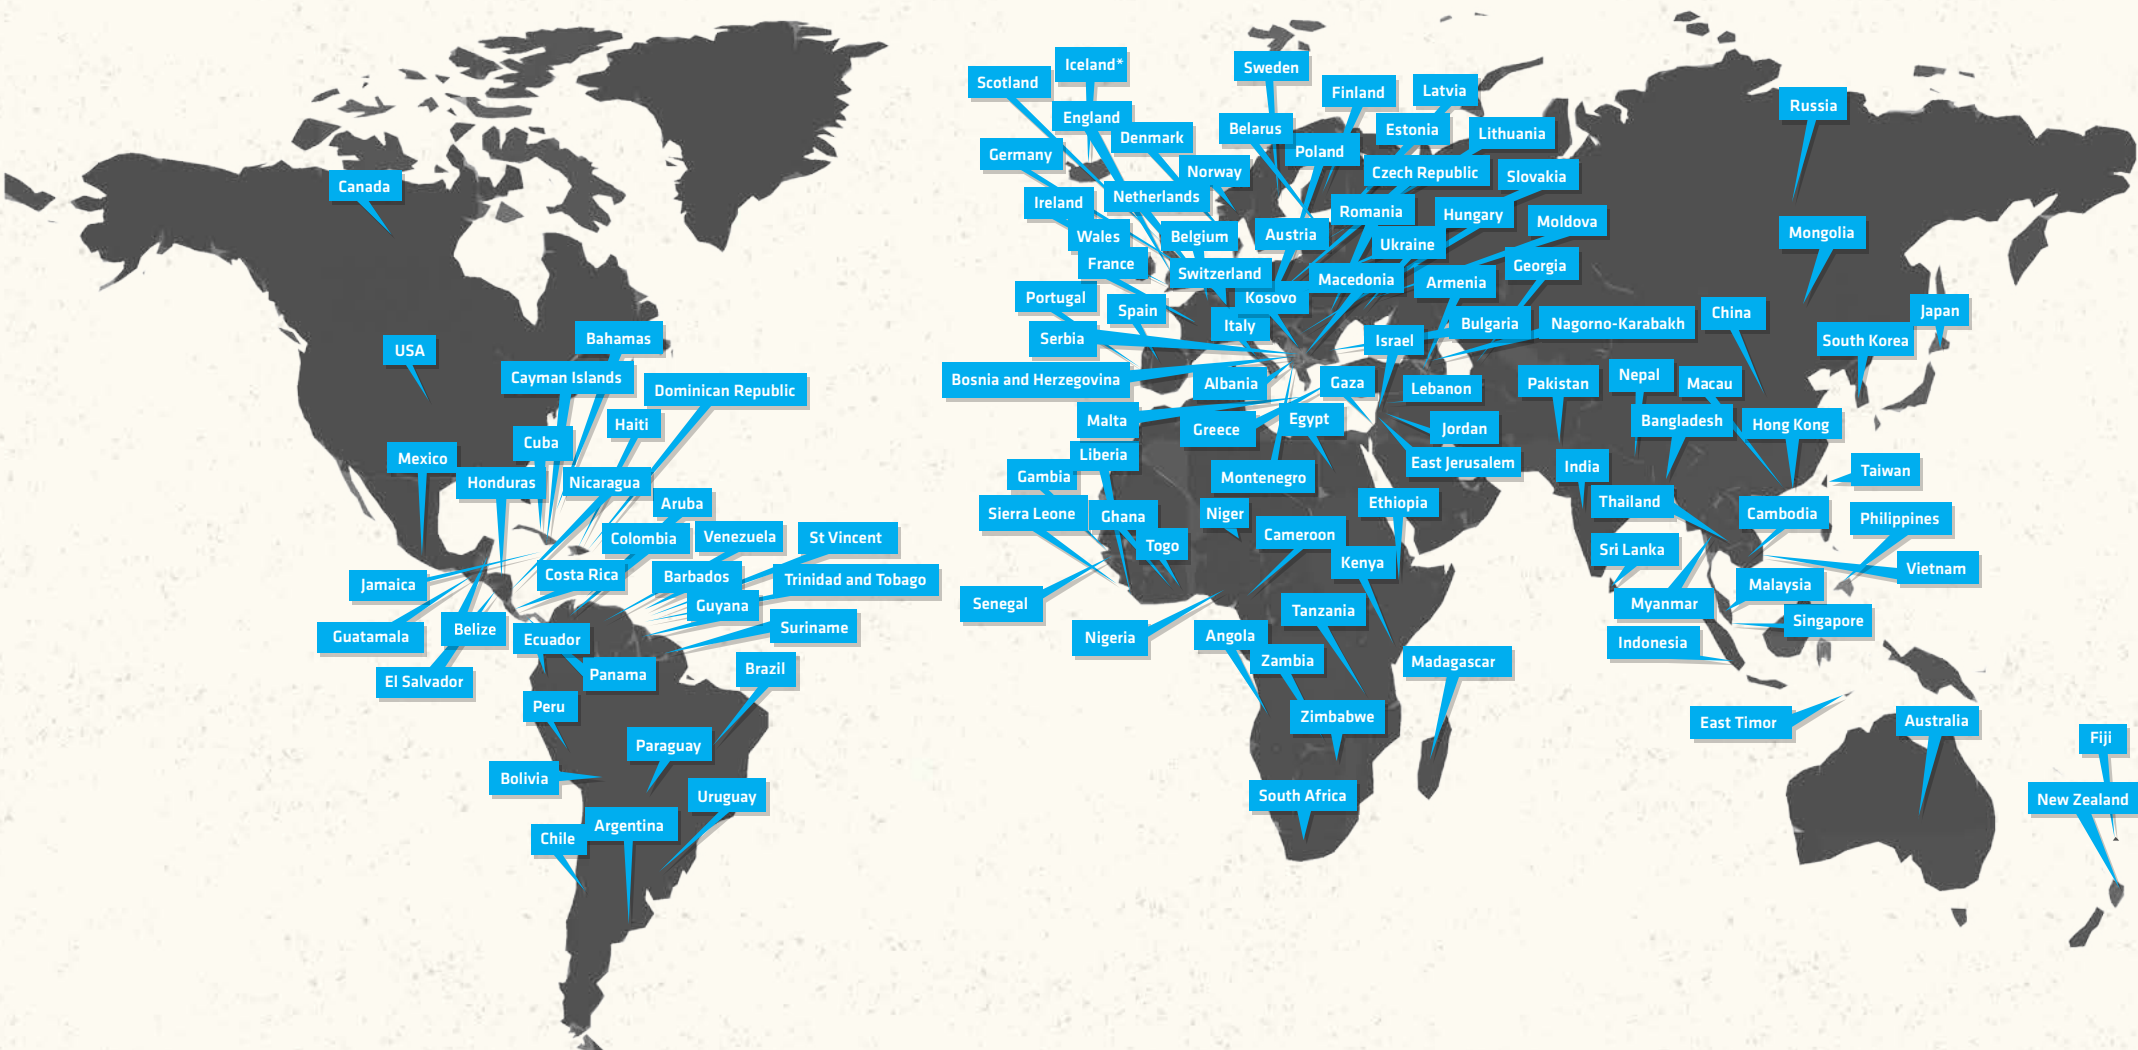 Canada
USA
Mexico
Bahamas
Cayman Islands
Dominican Republic
Haiti
Cuba
Honduras
Nicaragua
Aruba
Colombia
Venezuela
St Vincent
Costa Rica
Barbados
Trinidad and Tobago
Guyana
Suriname
Jamaica
Guatamala
Belize
El Salvador
Ecuador
Panama
Brazil
Peru
Paraguay
Bolivia
Uruguay
Argentina
Chile
Iceland*
Scotland
England
Denmark
Germany
Norway
Ireland
Netherlands
Wales
Belgium
France
Switzerland
Portugal
Spain
Kosovo
Italy
Serbia
Bosnia and Herzegovina
Albania
Malta
Greece
Sweden
Finland
Latvia
Belarus
Estonia
Lithuania
Poland
Czech Republic
Slovakia
Romania
Hungary
Moldova
Austria
Ukraine
Georgia
Macedonia
Armenia
Bulgaria
Nagorno-Karabakh
Israel
Gaza
Lebanon
Egypt
Jordan
East Jerusalem
Montenegro
Liberia
Gambia
Sierra Leone
Ghana
Togo
Niger
Cameroon
Ethiopia
Kenya
Senegal
Nigeria
Tanzania
Angola
Zambia
Madagascar
Zimbabwe
South Africa
Russia
Mongolia
China
Japan
South Korea
Pakistan
Nepal
Macau
Bangladesh
Hong Kong
India
Taiwan
Thailand
Cambodia
Philippines
Sri Lanka
Vietnam
Malaysia
Myanmar
Singapore
Indonesia
East Timor
Australia
Fiji
New Zealand